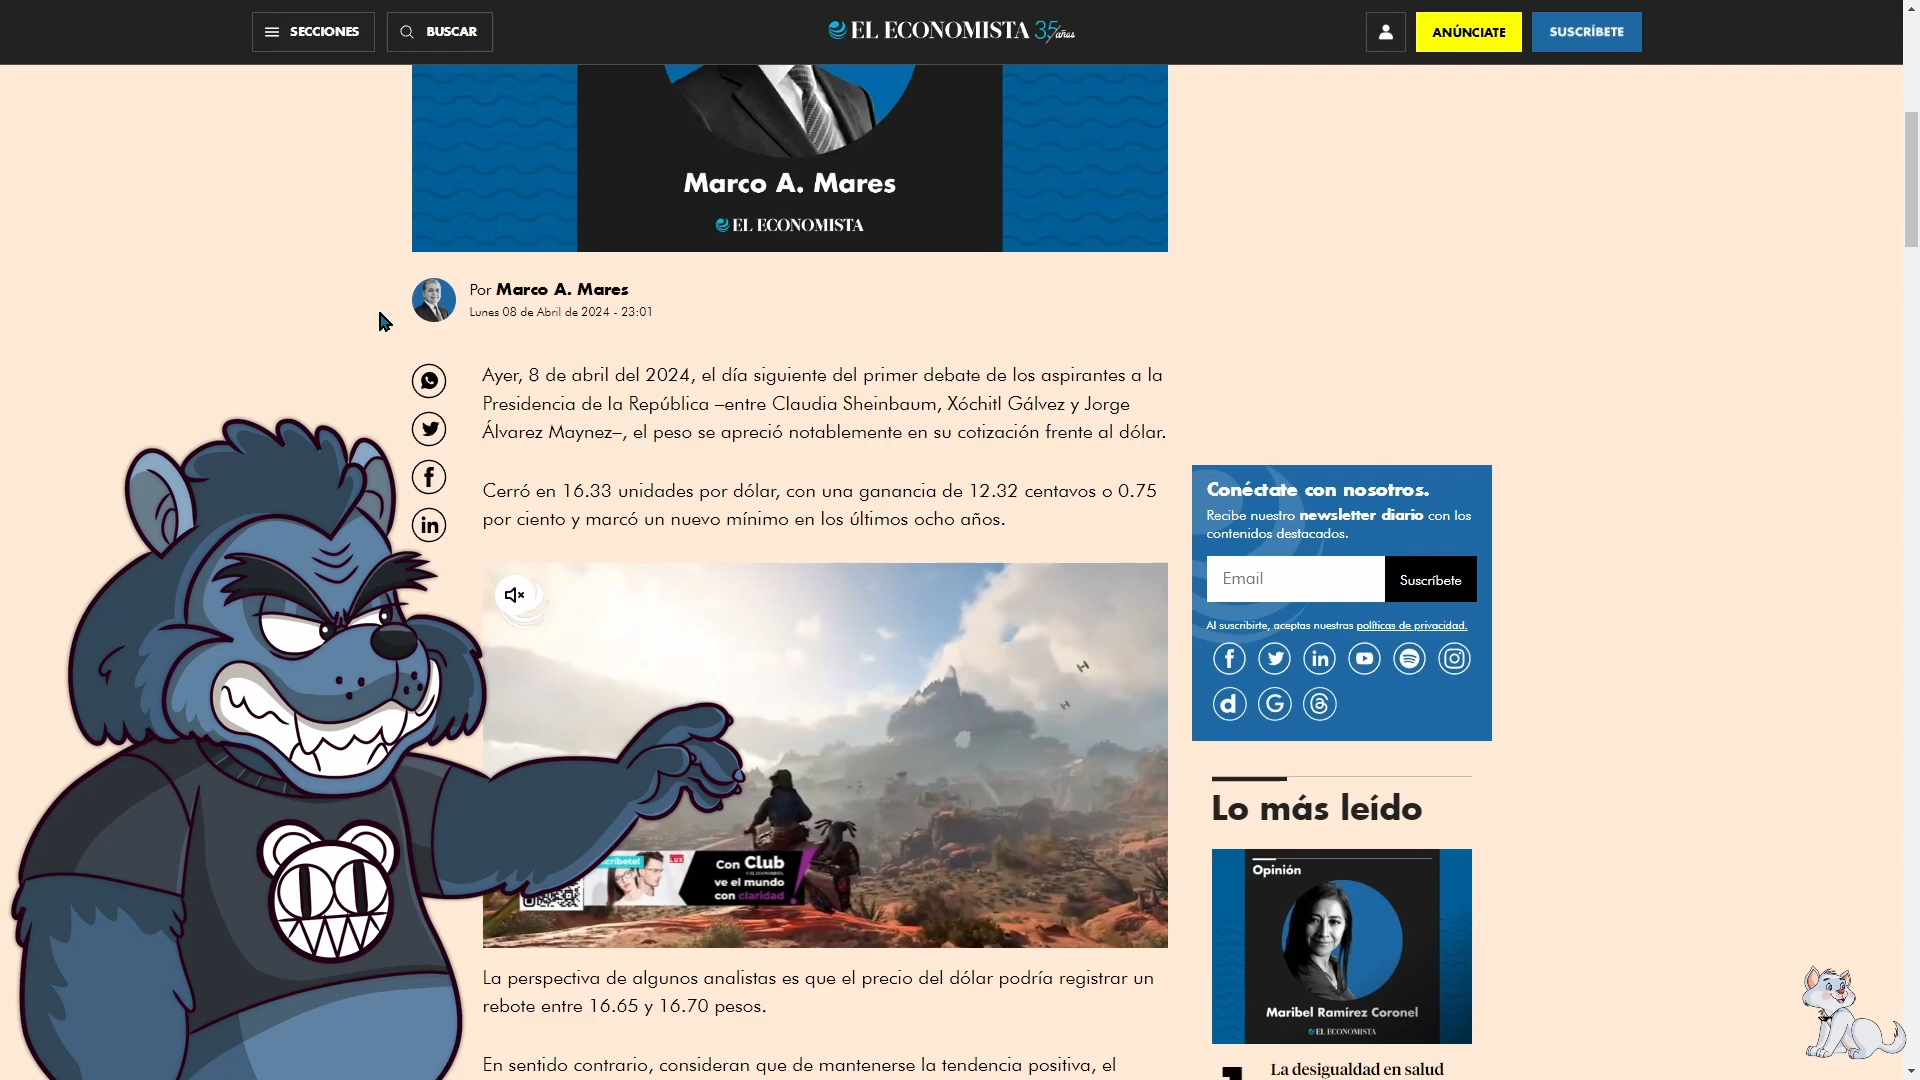 SECCIONES
BUSCAR
EL ECONOMISTA 35 años
ANÚNCIATE
SUSCRÍBETE
Marco A. Mares
EL ECONOMISTA
Por Marco A. Mares
Lunes 08 de Abril de 2024 - 23:01
Ayer, 8 de abril del 2024, el día siguiente del primer debate de los aspirantes a la
Presidencia de la República –entre Claudia Sheinbaum, Xóchitl Gálvez y Jorge
Álvarez Maynez–, el peso se apreció notablemente en su cotización frente al dólar.
Cerró en 16.33 unidades por dólar, con una ganancia de 12.32 centavos o 0.75
por ciento y marcó un nuevo mínimo en los últimos ocho años.
LUX
Con Club
ve el mundo
con claridad
La perspectiva de algunos analistas es que el precio del dólar podría registrar un
rebote entre 16.65 y 16.70 pesos.
En sentido contrario, consideran que de mantenerse la tendencia positiva, el
Conéctate con nosotros.
Recibe nuestro newsletter diario con los
contenidos destacados.
Email
Suscríbete
Al suscribirte, aceptas nuestras políticas de privacidad.
Lo más leído
Opinión
Maribel Ramírez Coronel
EL ECONOMISTA
La desigualdad en salud